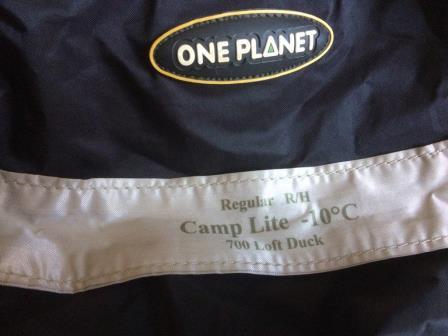 ONE PLANET
Regular R/H
Camp Lite -10°C
700 Loft Duck